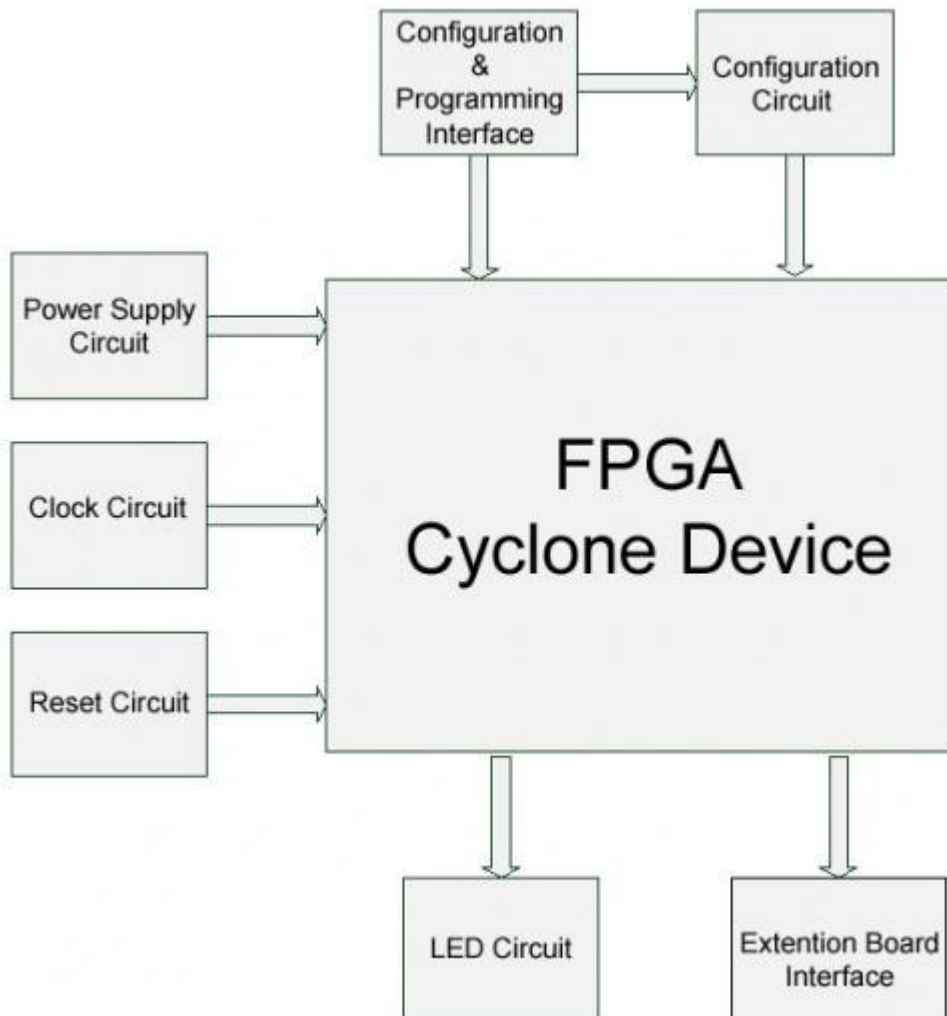 Configuration
&
Programming
Interface
Configuration
Circuit
Power Supply
Circuit
FPGA
Cyclone Device
Clock Circuit
Reset Circuit
LED Circuit
Extention Board
Interface